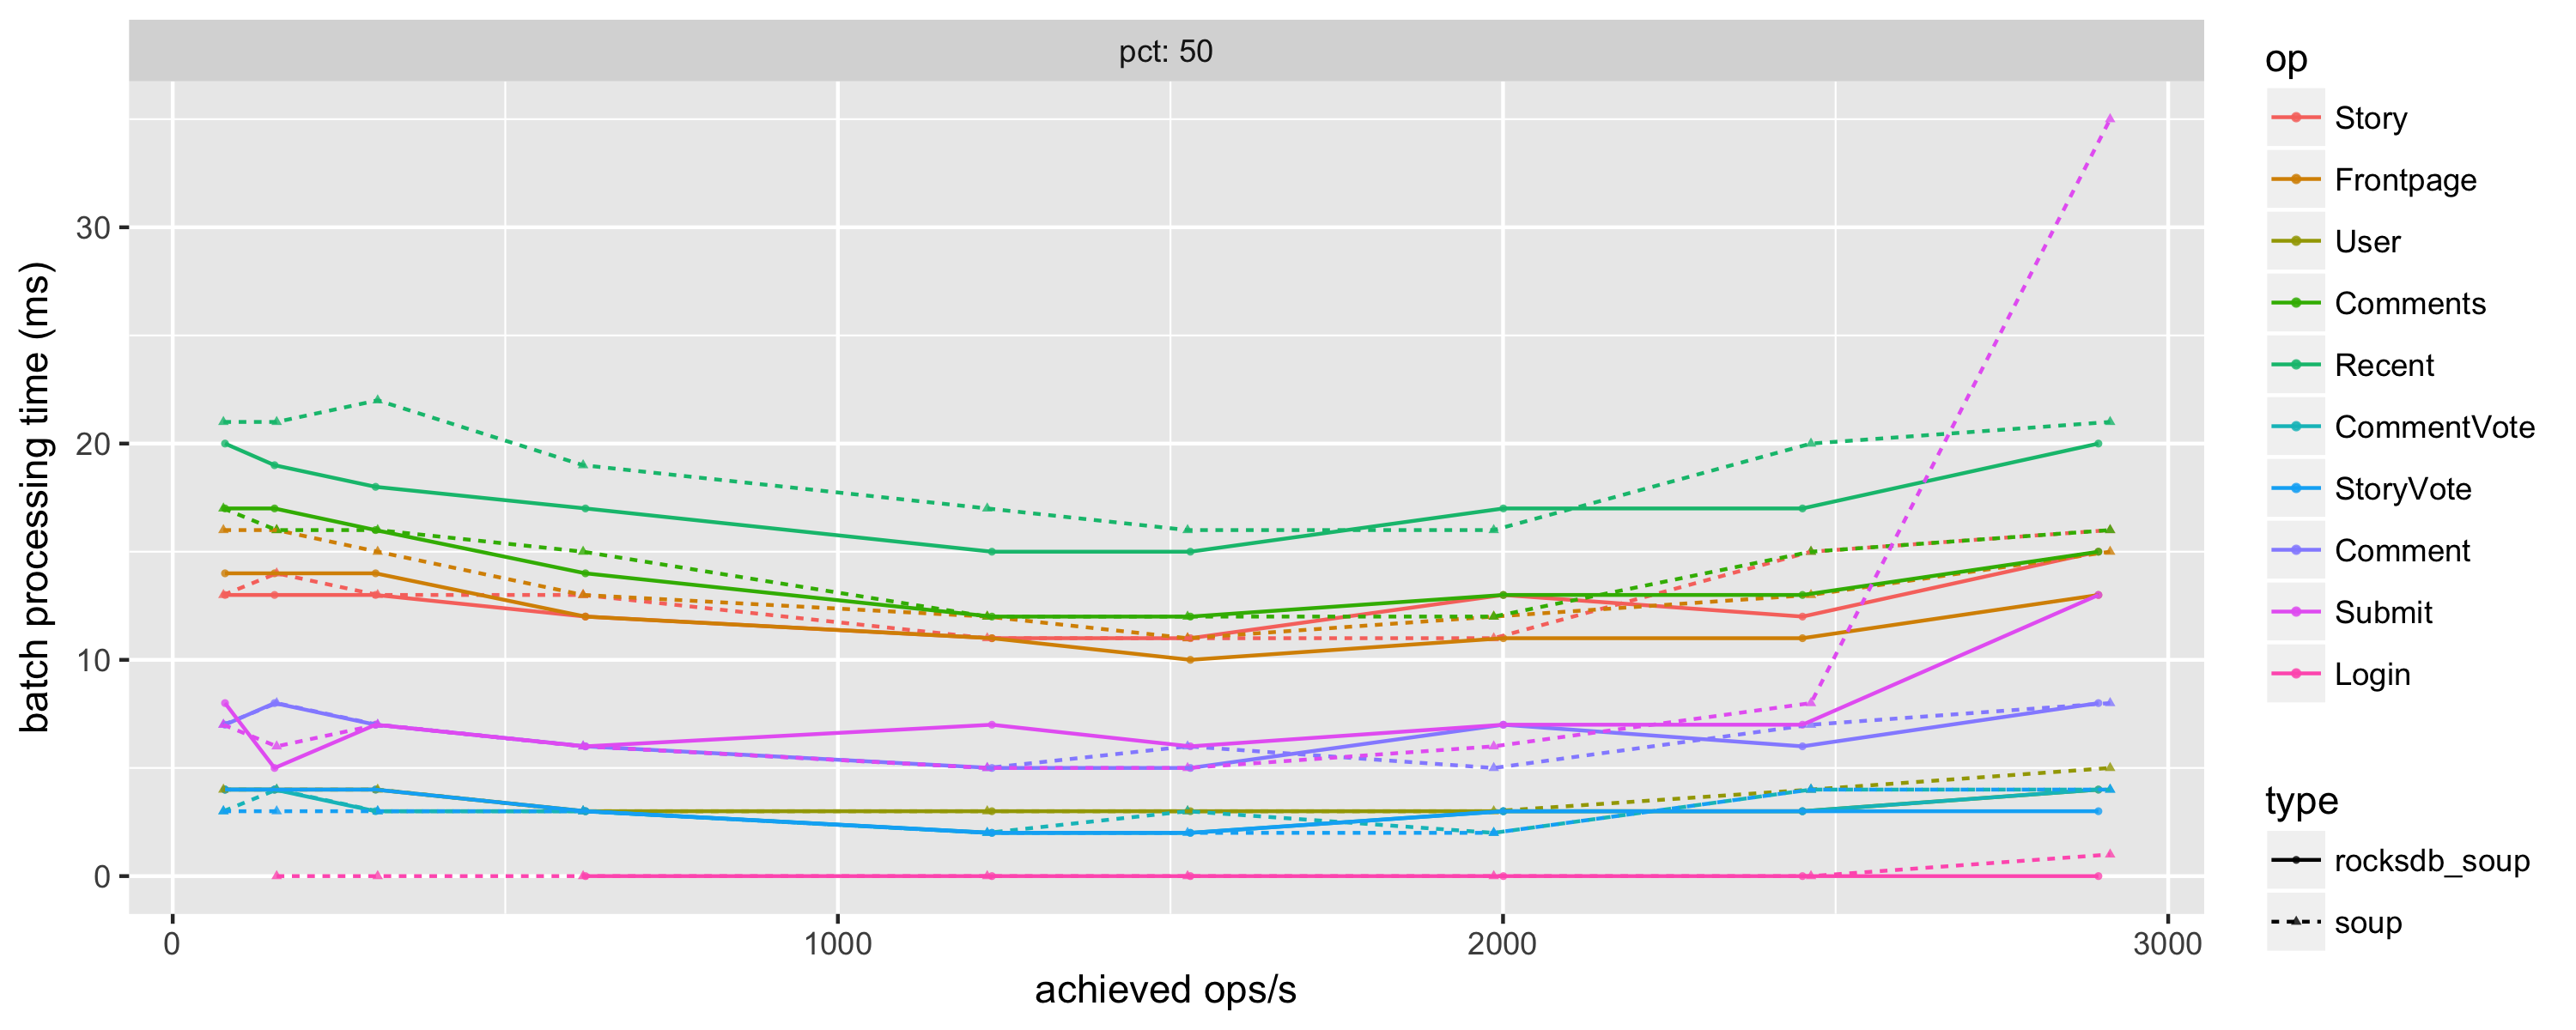 pct: 50
batch processing time (ms)
30
20
10
0
0
1000
2000
3000
achieved ops/s
op
Story
Frontpage
User
Comments
Recent
CommentVote
StoryVote
Comment
Submit
Login
type
rocksdb_soup
soup